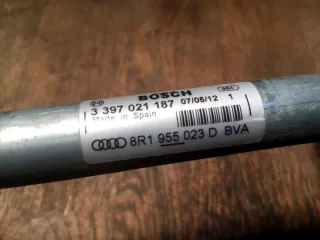 BOSCH
3 397 021 187 07/05/12 1
Made in Spain
8R1 955 023 D BVA